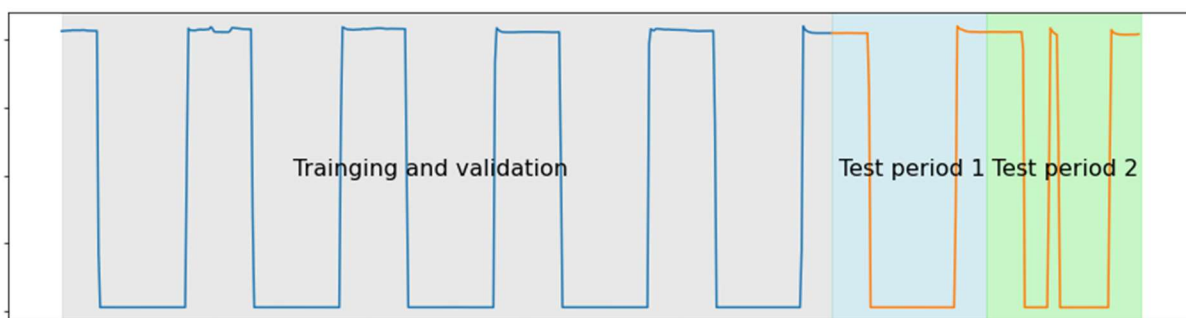 Trainging and validation
Test period 1
Test period 2